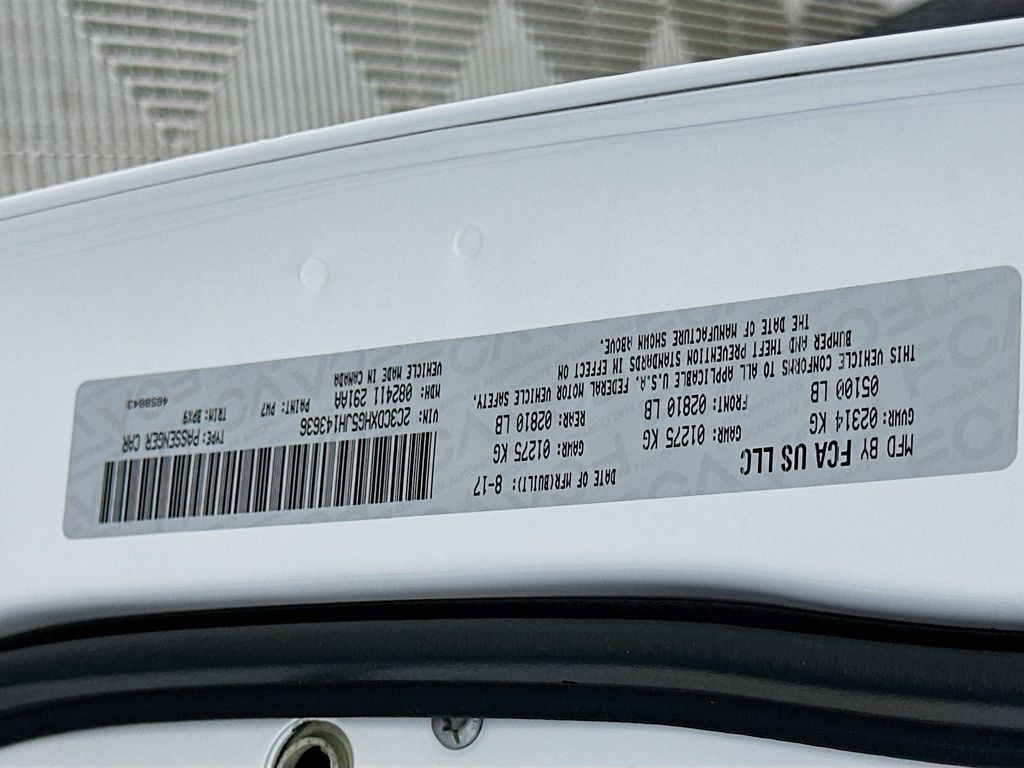 MFD BY FCA US LLC
DATE OF MFR(BUILT): 8-17
GVWR: 02314 KG
05100 LB
GAWR: 01275 KG
FRONT: 02810 LB
GAWR: 01275 KG
REAR: 02810 LB
THIS VEHICLE CONFORMS TO ALL APPLICABLE U.S.A. FEDERAL MOTOR VEHICLE SAFETY,
BUMPER AND THEFT PREVENTION STANDARDS IN EFFECT ON
THE DATE OF MANUFACTURE SHOWN ABOVE.
VIN: 2C3CDXHG5JH143636
TYPE: PASSENGER CAR
MDH: 082411 291AA
PAINT: PW7
TRIM: BPX9
VEHICLE MADE IN CANADA
4658843